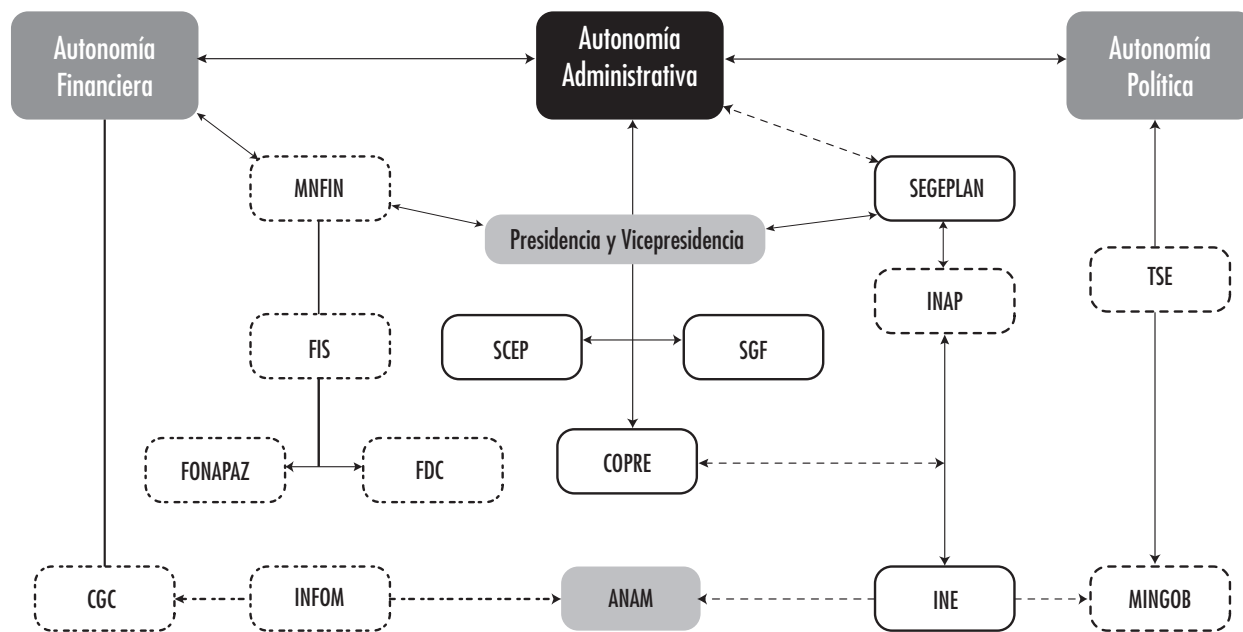 Autonomía
Financiera
Autonomía
Administrativa
Autonomía
Política
MNFIN
SEGEPLAN
Presidencia y Vicepresidencia
INAP
TSE
FIS
SCEP
SGF
FONAPAZ
FDC
COPRE
CGC
INFOM
ANAM
INE
MINGOB